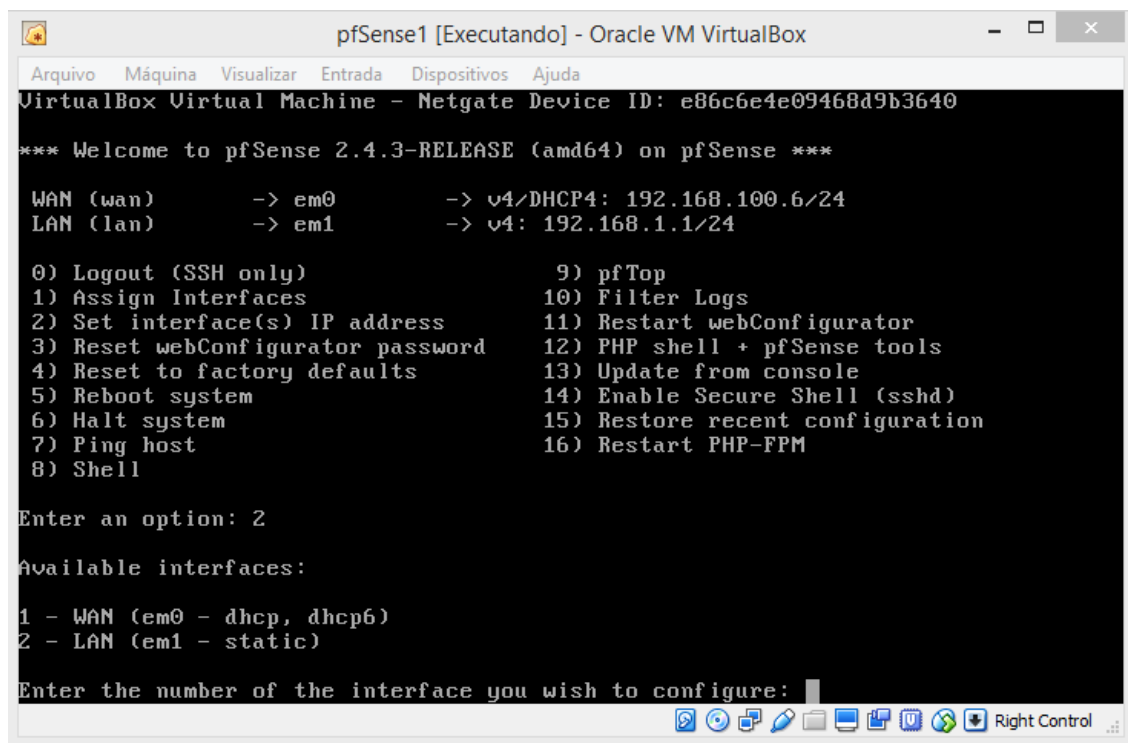 pfSense1 [Executando] - Oracle VM VirtualBox
Arquivo Máquina Visualizar Entrada Dispositivos Ajuda
VirtualBox Virtual Machine - Netgate Device ID: e86c6e4e09468d9b3640
*** Welcome to pfSense 2.4.3-RELEASE (amd64) on pfSense ***
WAN (wan) -> em0 -> v4/DHCP4: 192.168.100.6/24
LAN (lan) -> em1 -> v4: 192.168.1.1/24
0) Logout (SSH only) 9) pfTop
1) Assign Interfaces 10) Filter Logs
2) Set interface(s) IP address 11) Restart webConfigurator
3) Reset webConfigurator password 12) PHP shell + pfSense tools
4) Reset to factory defaults 13) Update from console
5) Reboot system 14) Enable Secure Shell (sshd)
6) Halt system 15) Restore recent configuration
7) Ping host 16) Restart PHP-FPM
8) Shell
Enter an option: 2
Available interfaces:
1 - WAN (em0 - dhcp, dhcp6)
2 - LAN (em1 - static)
Enter the number of the interface you wish to configure:
Right Control